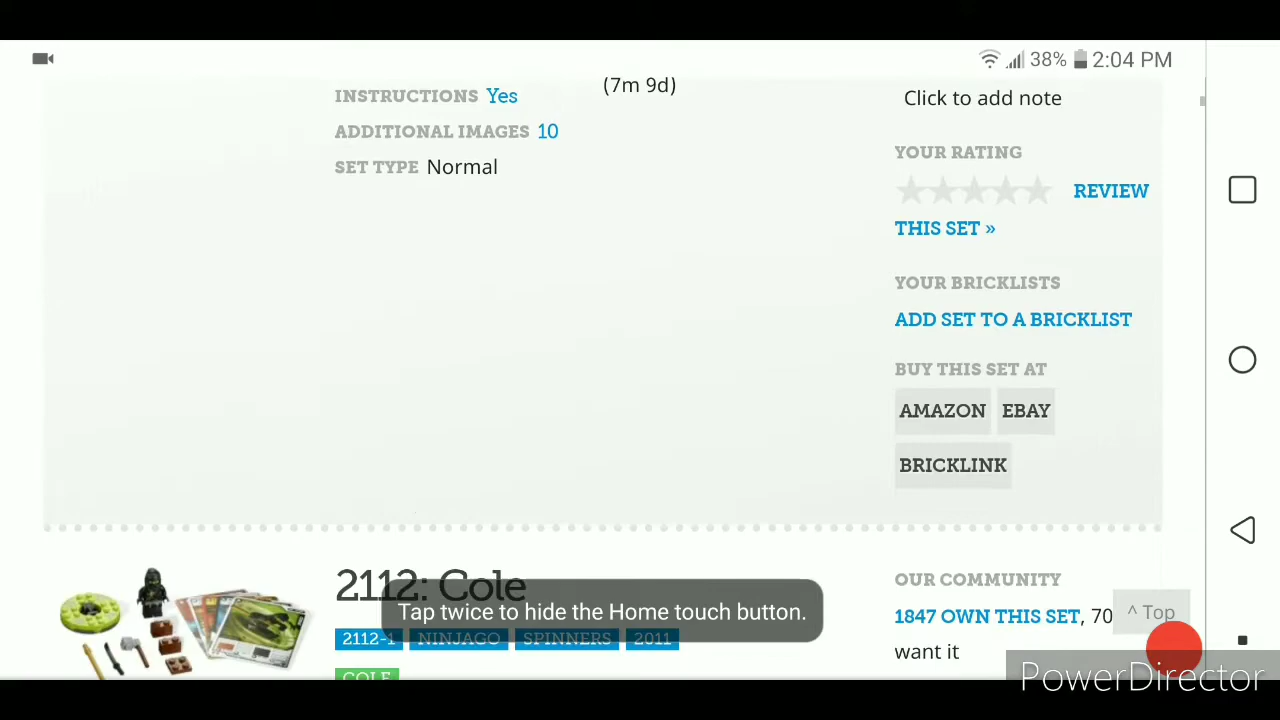 38% 2:04 PM
INSTRUCTIONS Yes
ADDITIONAL IMAGES 10
SET TYPE Normal
(7m 9d)
Click to add note
YOUR RATING
REVIEW
THIS SET »
YOUR BRICKLISTS
ADD SET TO A BRICKLIST
BUY THIS SET AT
AMAZON EBAY
BRICKLINK
2112: Cole
Tap twice to hide the Home touch button.
2112-1 NINJAGO SPINNERS 2011
COLE
OUR COMMUNITY
1847 OWN THIS SET, 70
want it
^ Top
PowerDirector